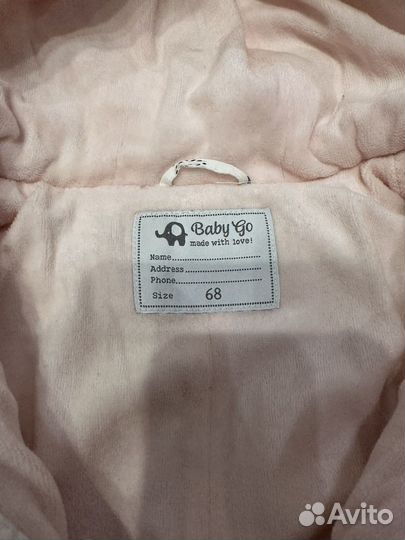 Baby Go
made with love!
Name
Address
Phone
Size 68
Avito